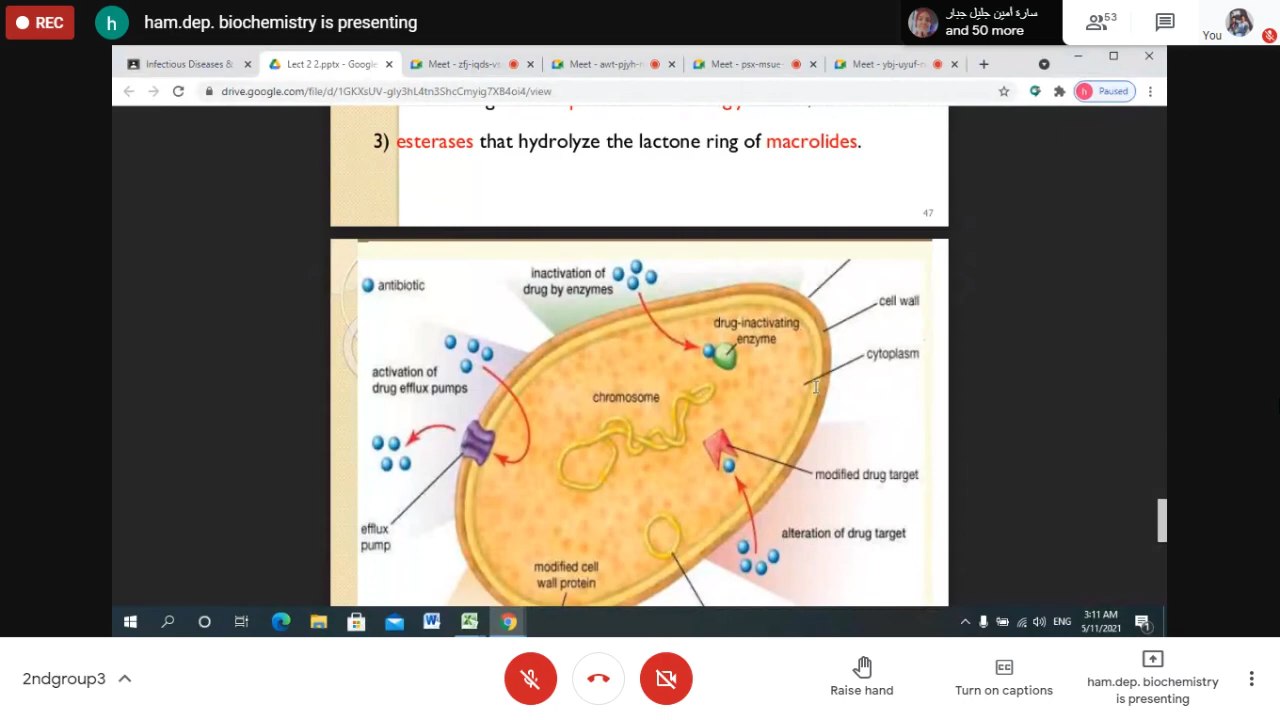 REC
h
ham.dep. biochemistry is presenting
سارة أمين جليل جبار
and 50 more
53
You
Infectious Diseases &
Lect 2 2.pptx - Google
Meet - zfj-iqds-vs
Meet - awt-pjyh-r
Meet - psx-msue-
Meet - ybj-uyuf-n
drive.google.com/file/d/1GKXsUV-gly3hL4tn3ShcCmyig7XB4oi4/view
h
Paused
3) esterases that hydrolyze the lactone ring of macrolides.
47
antibiotic
inactivation of
drug by enzymes
cell wall
drug-inactivating
enzyme
cytoplasm
activation of
drug efflux pumps
chromosome
modified drug target
efflux
pump
alteration of drug target
modified cell
wall protein
ENG
3:11 AM
5/11/2021
1
2ndgroup3
Raise hand
Turn on captions
ham.dep. biochemistry
is presenting